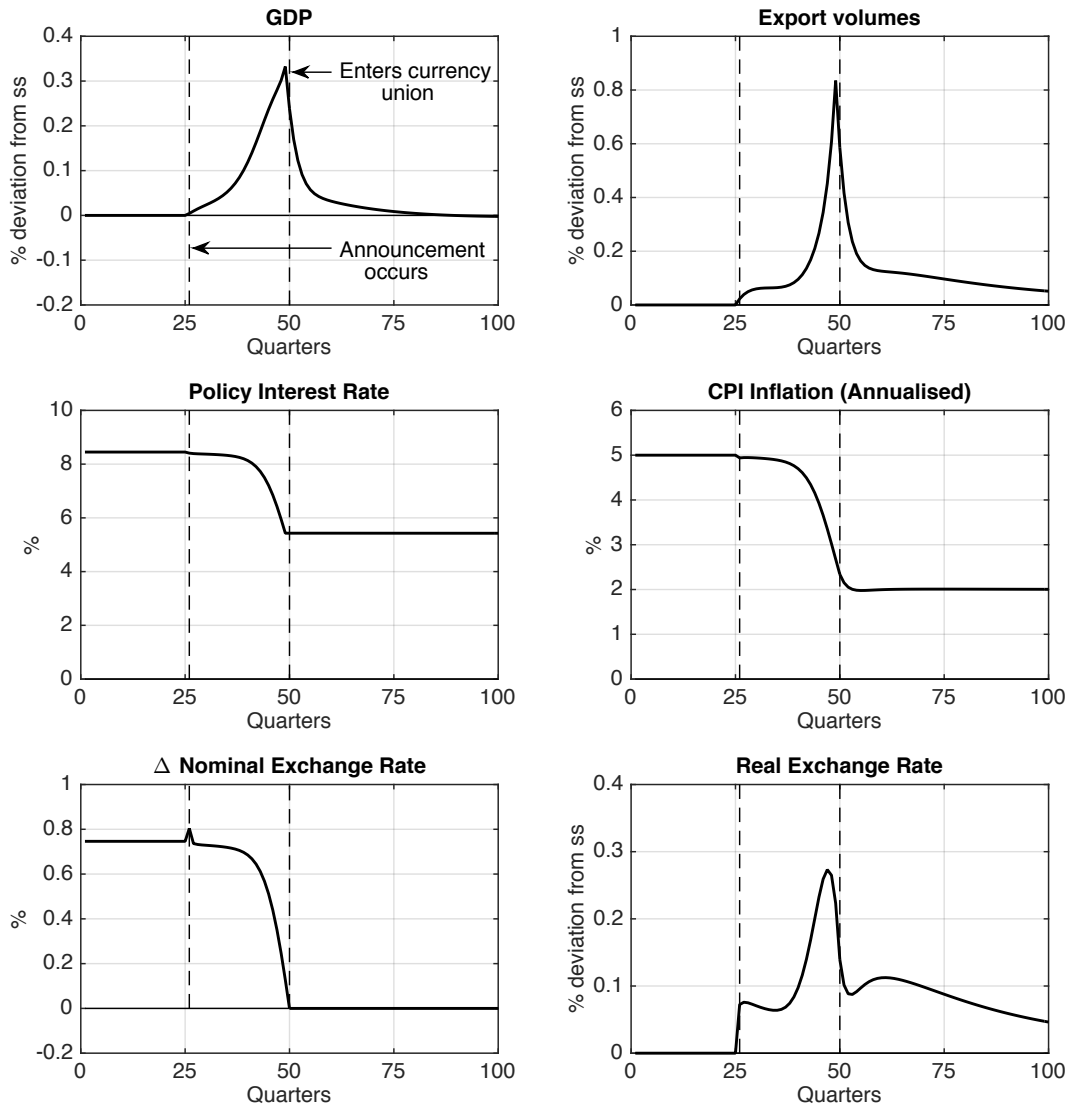 GDP
% deviation from ss
0.4
0.3
0.2
0.1
0
-0.1
-0.2
Enters currency
union
Announcement
occurs
0 25 50 75 100
Quarters
Export volumes
% deviation from ss
1
0.8
0.6
0.4
0.2
0
0 25 50 75 100
Quarters
Policy Interest Rate
%
10
8
6
4
2
0
0 25 50 75 100
Quarters
CPI Inflation (Annualised)
%
6
5
4
3
2
1
0
0 25 50 75 100
Quarters
Δ Nominal Exchange Rate
%
1
0.8
0.6
0.4
0.2
0
-0.2
0 25 50 75 100
Quarters
Real Exchange Rate
% deviation from ss
0.4
0.3
0.2
0.1
0
0 25 50 75 100
Quarters